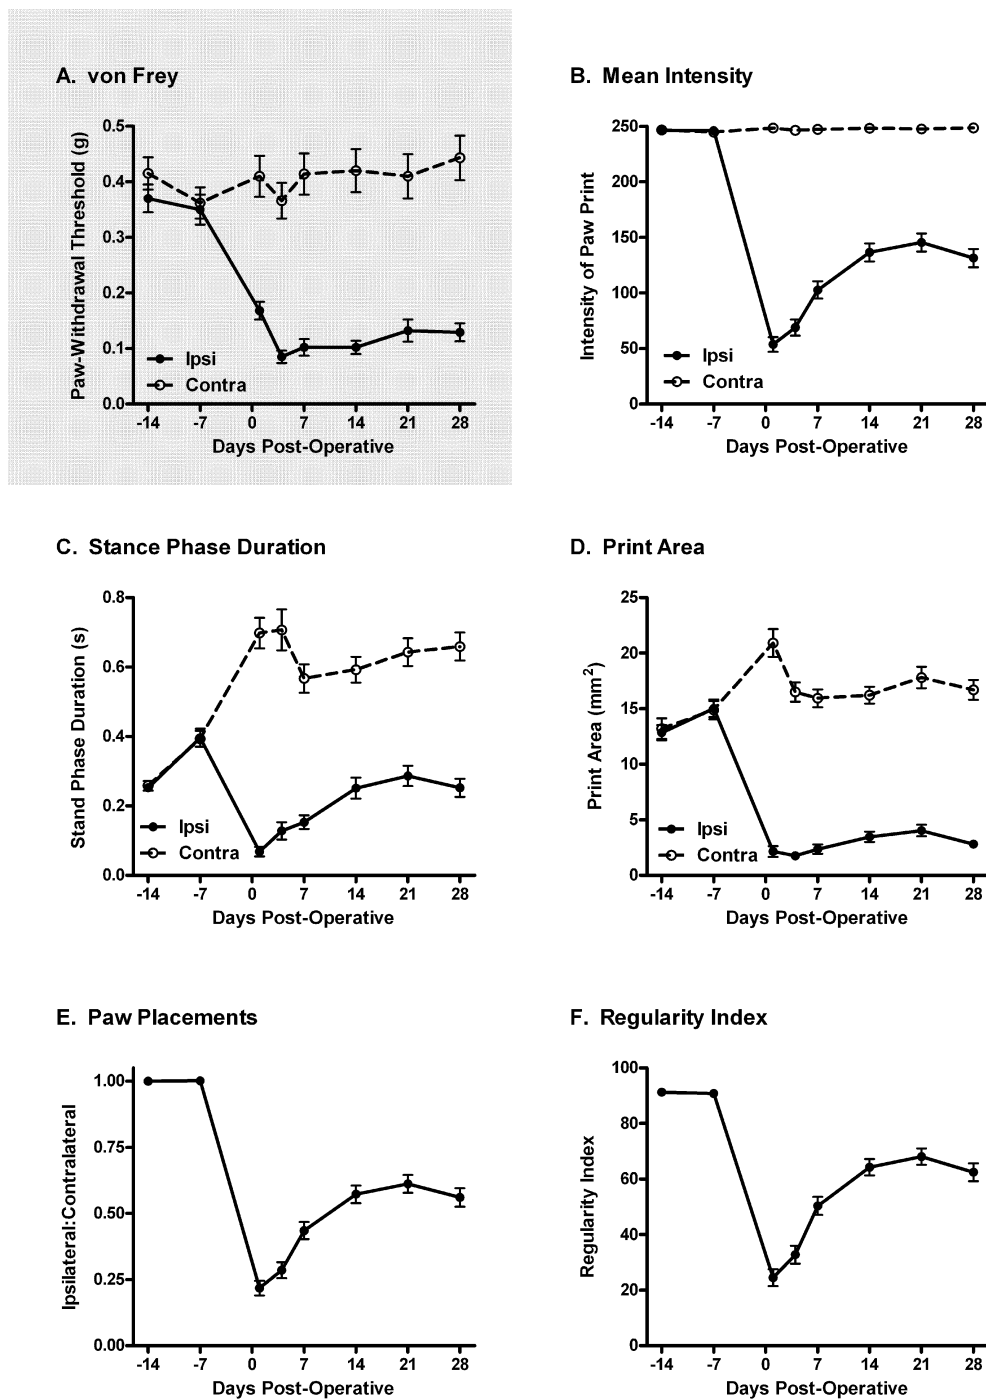 A. von Frey
Paw-Withdrawal Threshold (g)
0.5
0.4
0.3
0.2
0.1
0.0
Ipsi
Contra
-14 -7 0 7 14 21 28
Days Post-Operative
B. Mean Intensity
Intensity of Paw Print
250
200
150
100
50
0
Ipsi
Contra
-14 -7 0 7 14 21 28
Days Post-Operative
C. Stance Phase Duration
Stand Phase Duration (s)
0.8
0.6
0.4
0.2
0.0
Ipsi
Contra
-14 -7 0 7 14 21 28
Days Post-Operative
D. Print Area
Print Area (mm²)
25
20
15
10
5
0
Ipsi
Contra
-14 -7 0 7 14 21 28
Days Post-Operative
E. Paw Placements
Ipsilateral:Contralateral
1.00
0.75
0.50
0.25
0.00
-14 -7 0 7 14 21 28
Days Post-Operative
F. Regularity Index
Regularity Index
100
80
60
40
20
0
-14 -7 0 7 14 21 28
Days Post-Operative